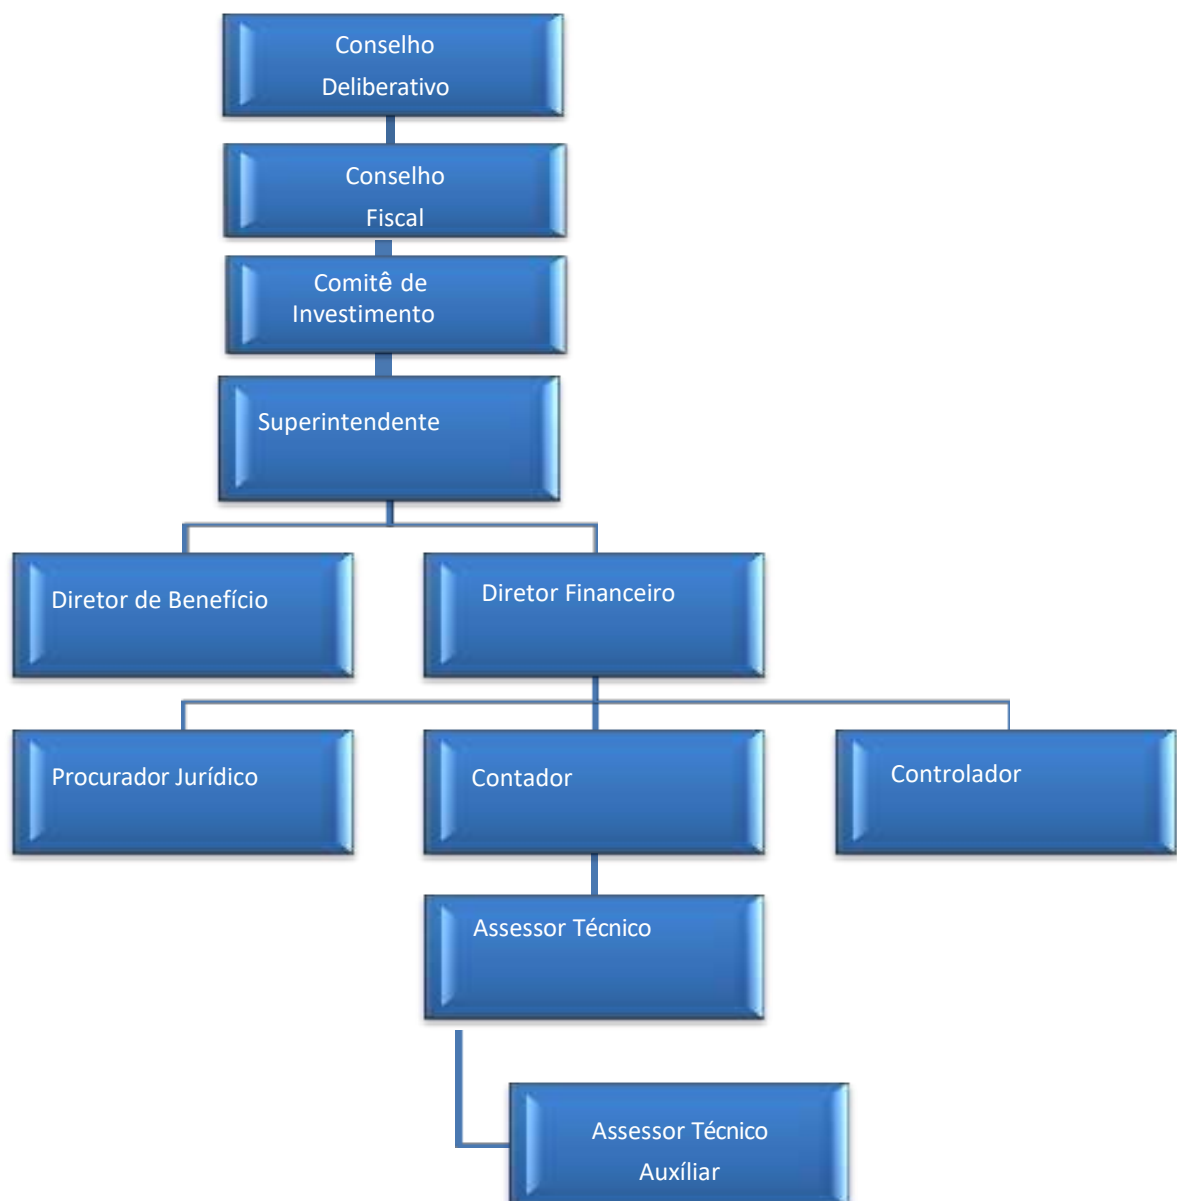 Conselho
Deliberativo
Conselho
Fiscal
Comitê de
Investimento
Superintendente
Diretor de Benefício
Diretor Financeiro
Procurador Jurídico
Contador
Controlador
Assessor Técnico
Assessor Técnico
Auxíliar